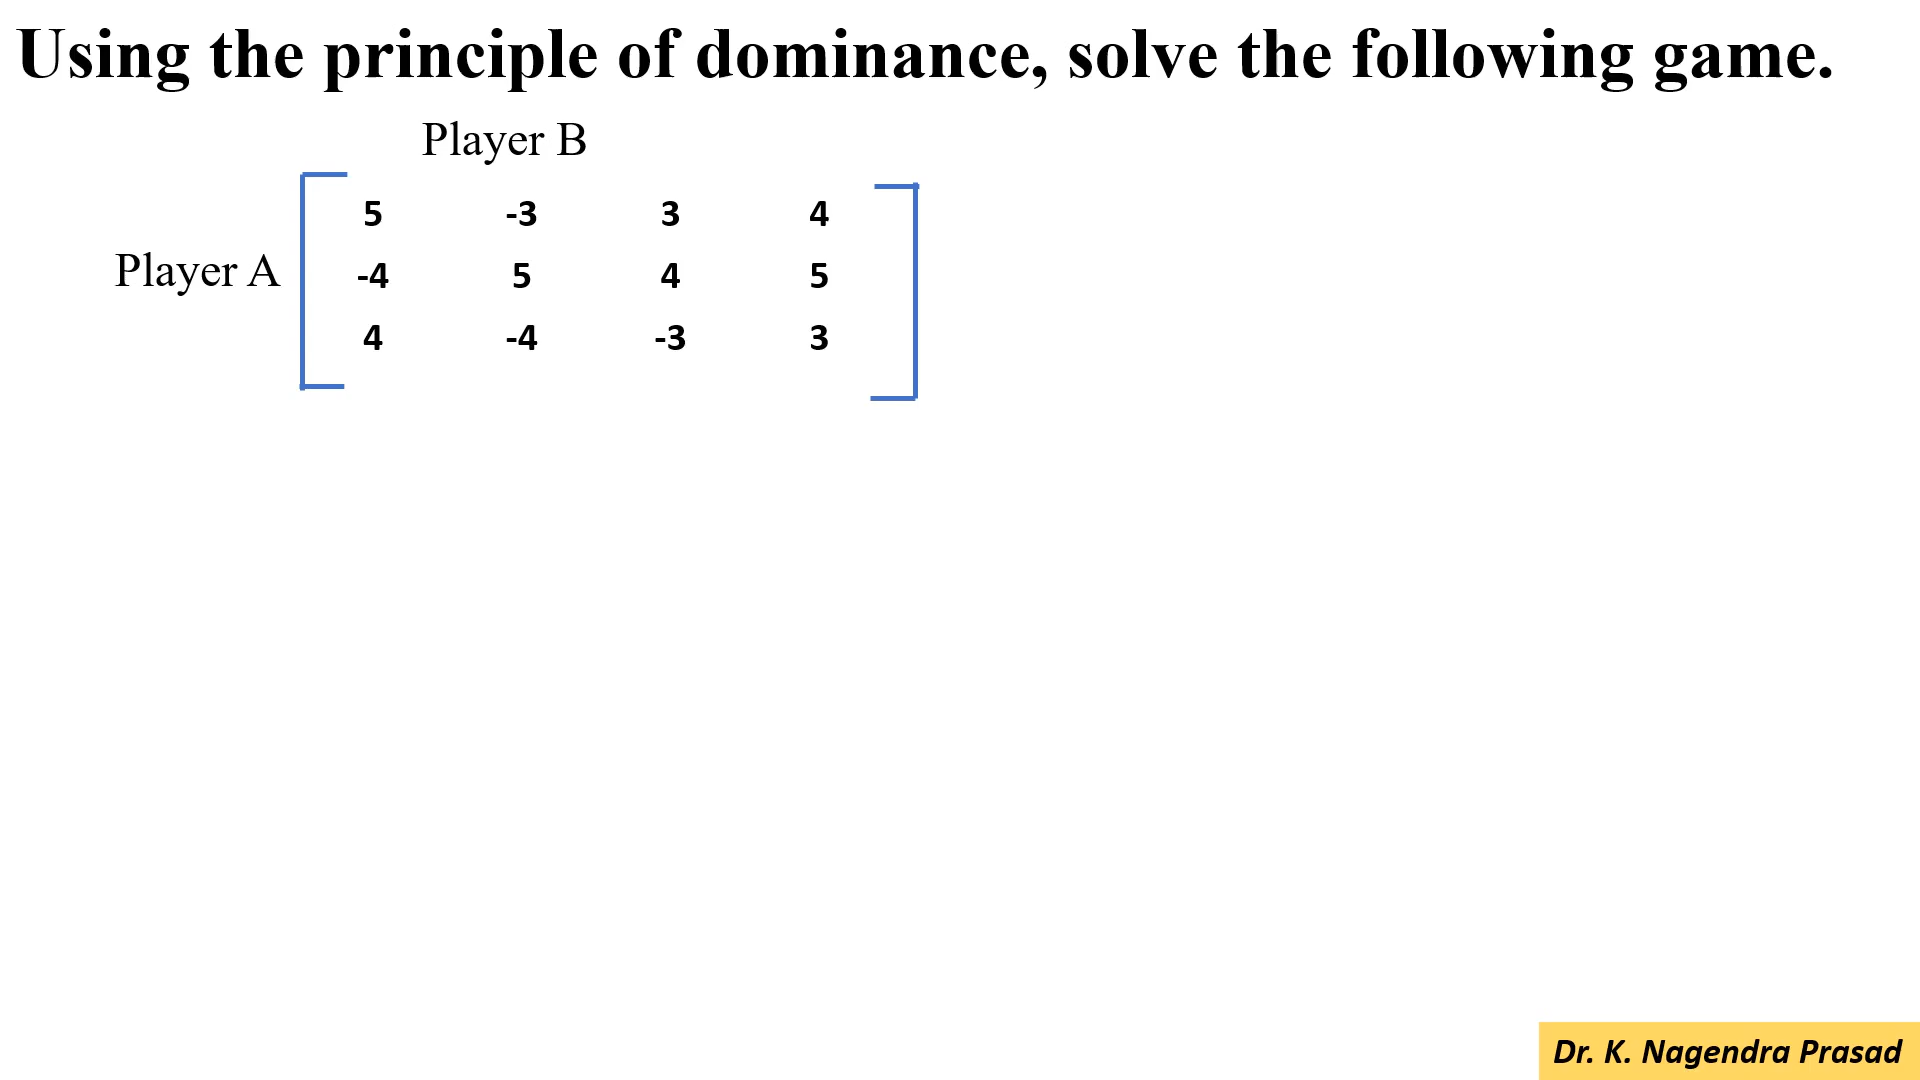 Using the principle of dominance, solve the following game.
Player B
5 -3 3 4
Player A -4 5 4 5
4 -4 -3 3
Dr. K. Nagendra Prasad